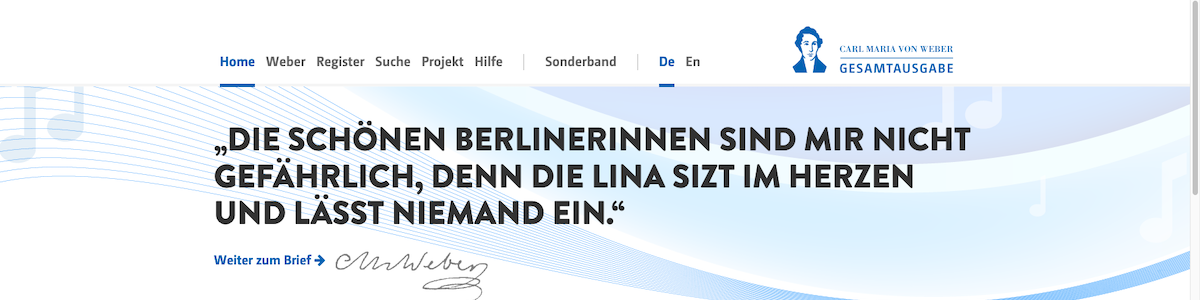 CARL MARIA VON WEBER
GESAMTAUSGABE
Home Weber Register Suche Projekt Hilfe Sonderband De En
„DIE SCHÖNEN BERLINERINNEN SIND MIR NICHT
GEFÄHRLICH, DENN DIE LINA SIZT IM HERZEN
UND LÄSST NIEMAND EIN.“
Weiter zum Brief → CMvWeber